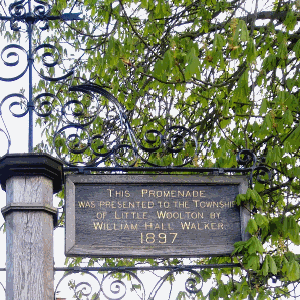 This Promenade
was presented to the Township
of Little Woolton by
William Hall Walker.
1897